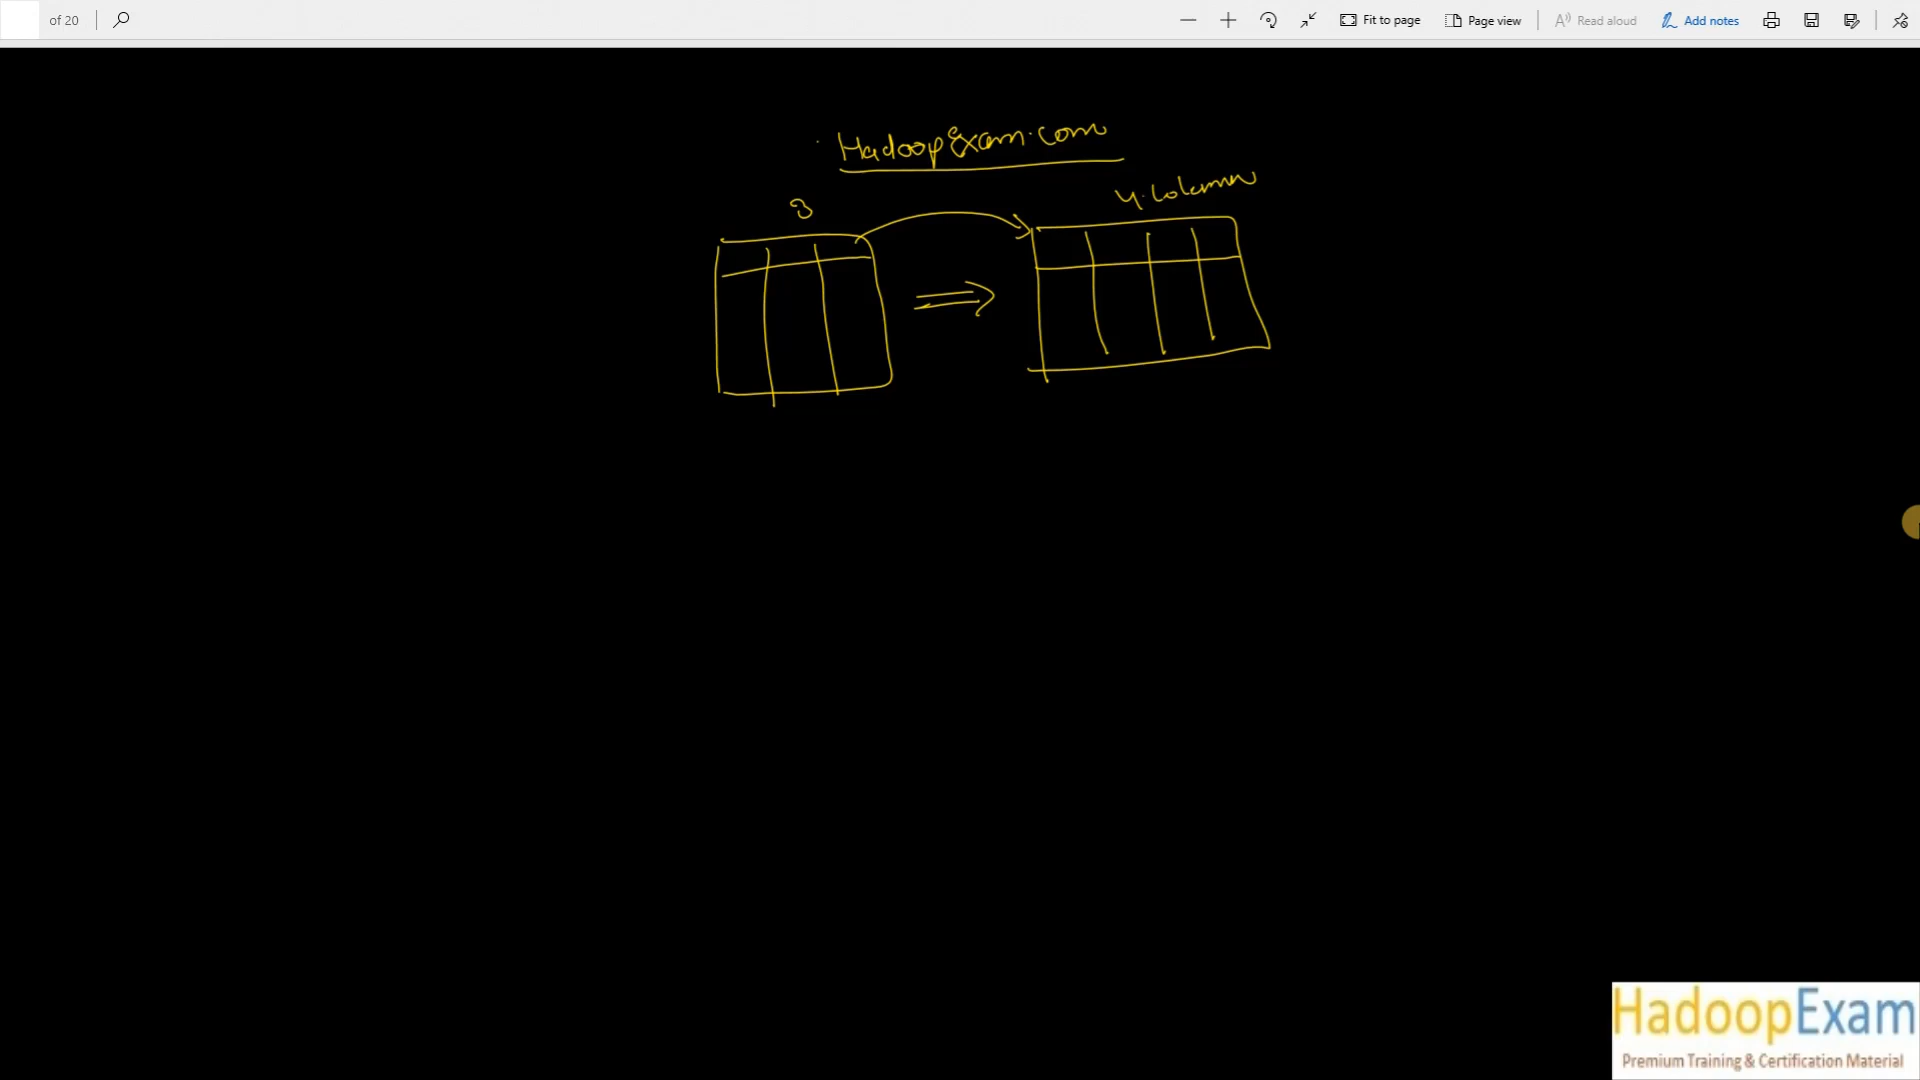 of 20
Fit to page
Page view
Read aloud
Add notes
HadoopExam.com
3
4.Column
HadoopExam
Premium Training & Certification Material